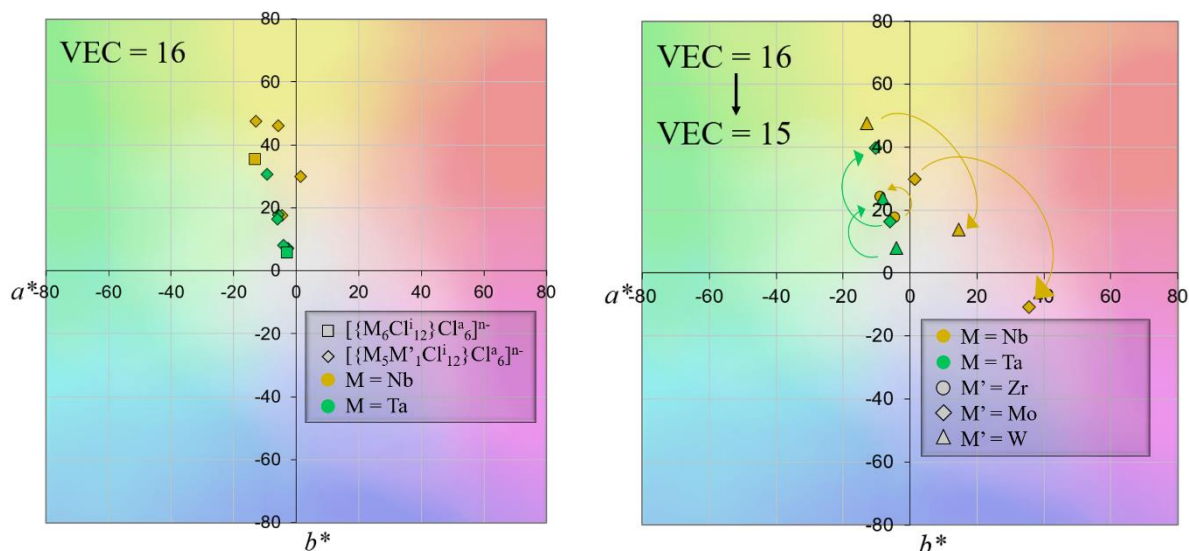 80
VEC = 16
60
40
20
0
a*
-80
-60
-40
-20
0
20
40
60
80
-20
[{M₆Clⁱ₁₂}Clᵃ₆]ⁿ⁻
[{M₅M’₁Clⁱ₁₂}Clᵃ₆]ⁿ⁻
M = Nb
M = Ta
-40
-60
-80
b*
80
VEC = 16
60
VEC = 15
40
20
0
a*
-80
-60
-40
-20
0
20
40
60
80
-20
M = Nb
M = Ta
M’ = Zr
M’ = Mo
M’ = W
-40
-60
-80
b*